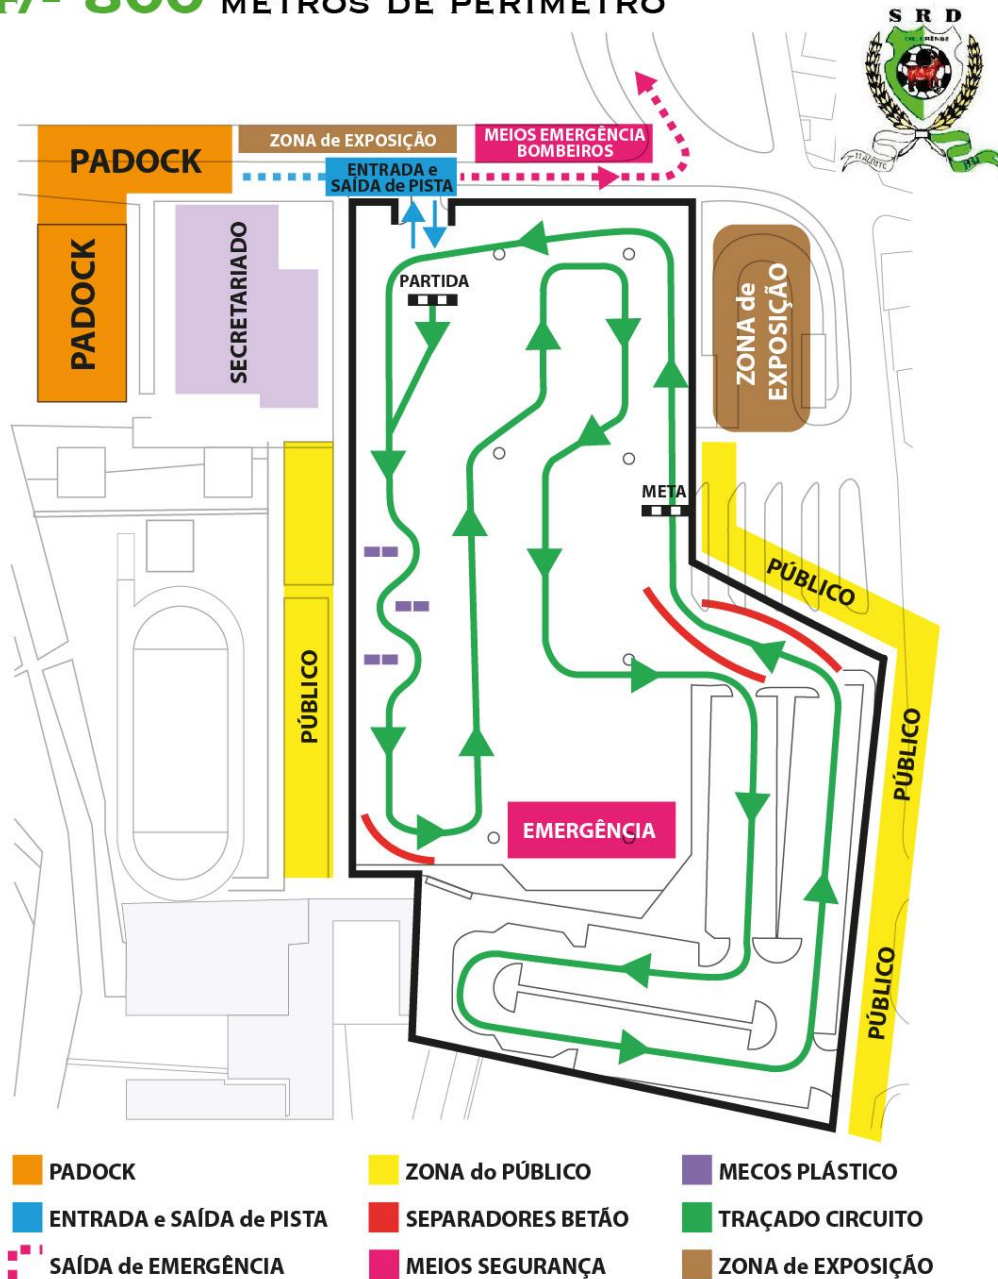 +/- 800 METROS DE PERÍMETRO
S R D
ZONA de EXPOSIÇÃO
MEIOS EMERGÊNCIA
BOMBEIROS
PADOCK
ENTRADA e
SAÍDA de PISTA
PADOCK
SECRETARIADO
PARTIDA
ZONA de
EXPOSIÇÃO
META
PÚBLICO
PÚBLICO
PÚBLICO
EMERGÊNCIA
PÚBLICO
PADOCK
ZONA do PÚBLICO
MECOS PLÁSTICO
ENTRADA e SAÍDA de PISTA
SEPARADORES BETÃO
TRAÇADO CIRCUITO
SAÍDA de EMERGÊNCIA
MEIOS SEGURANÇA
ZONA de EXPOSIÇÃO